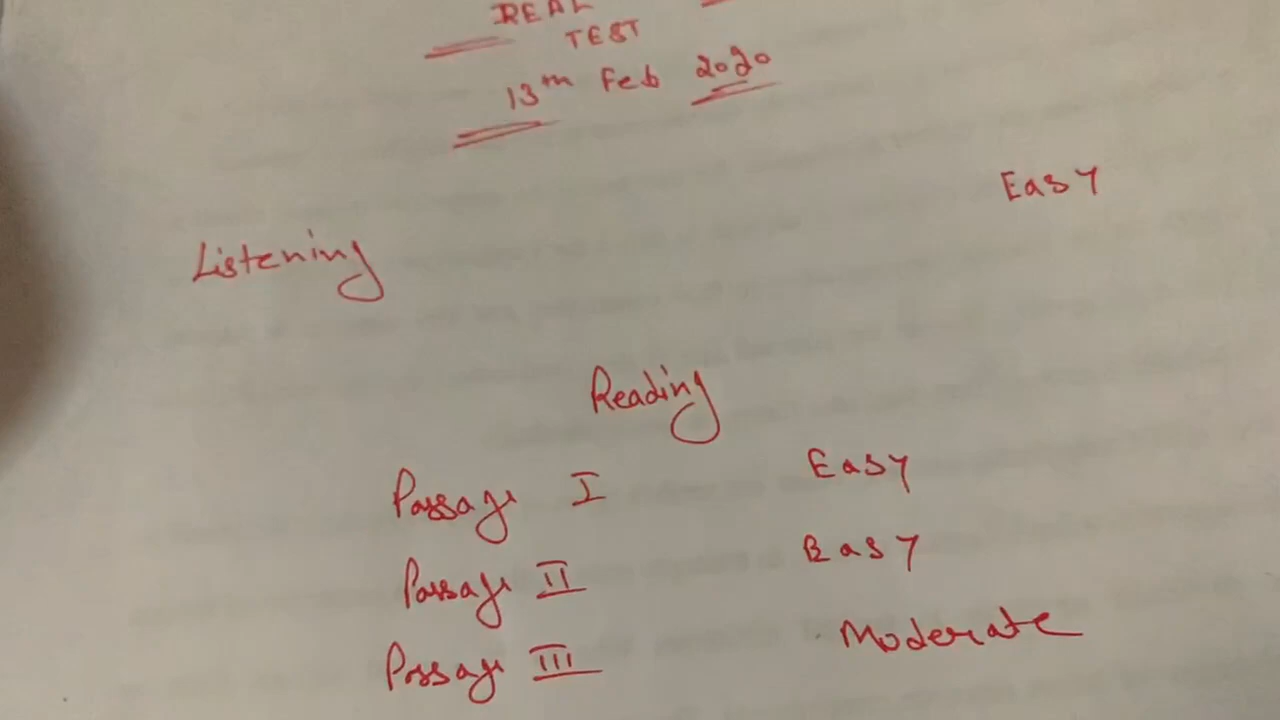 REAL
TEST
13th Feb 2020
Easy
Listening
Reading
Passage I Easy
Passage II Easy
Passage III Moderate